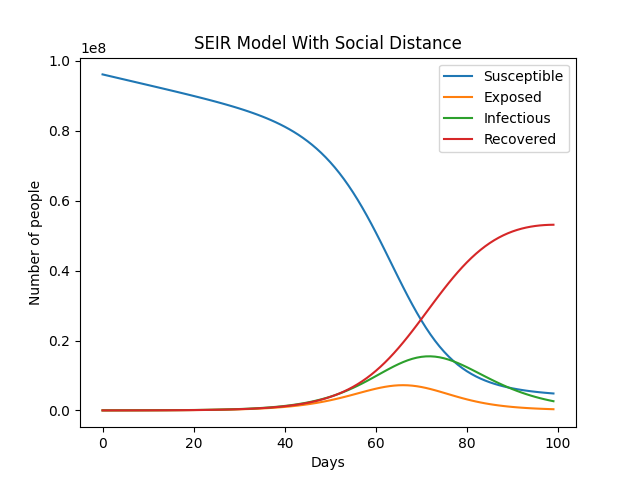 SEIR Model With Social Distance
1e8
1.0
0.8
0.6
0.4
0.2
0.0
Number of people
Susceptible
Exposed
Infectious
Recovered
0 20 40 60 80 100
Days